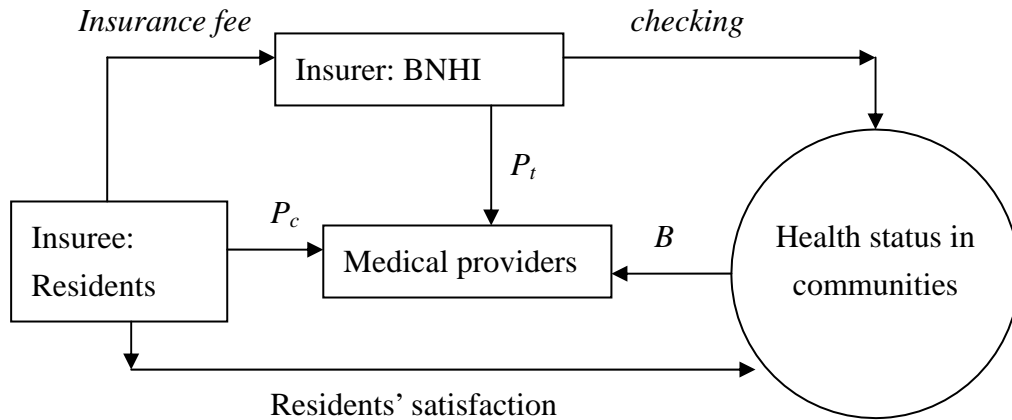 Insurance fee
checking
Insurer: BNHI
P_t
P_c
Insuree:
Residents
Medical providers
B
Health status in
communities
Residents’ satisfaction